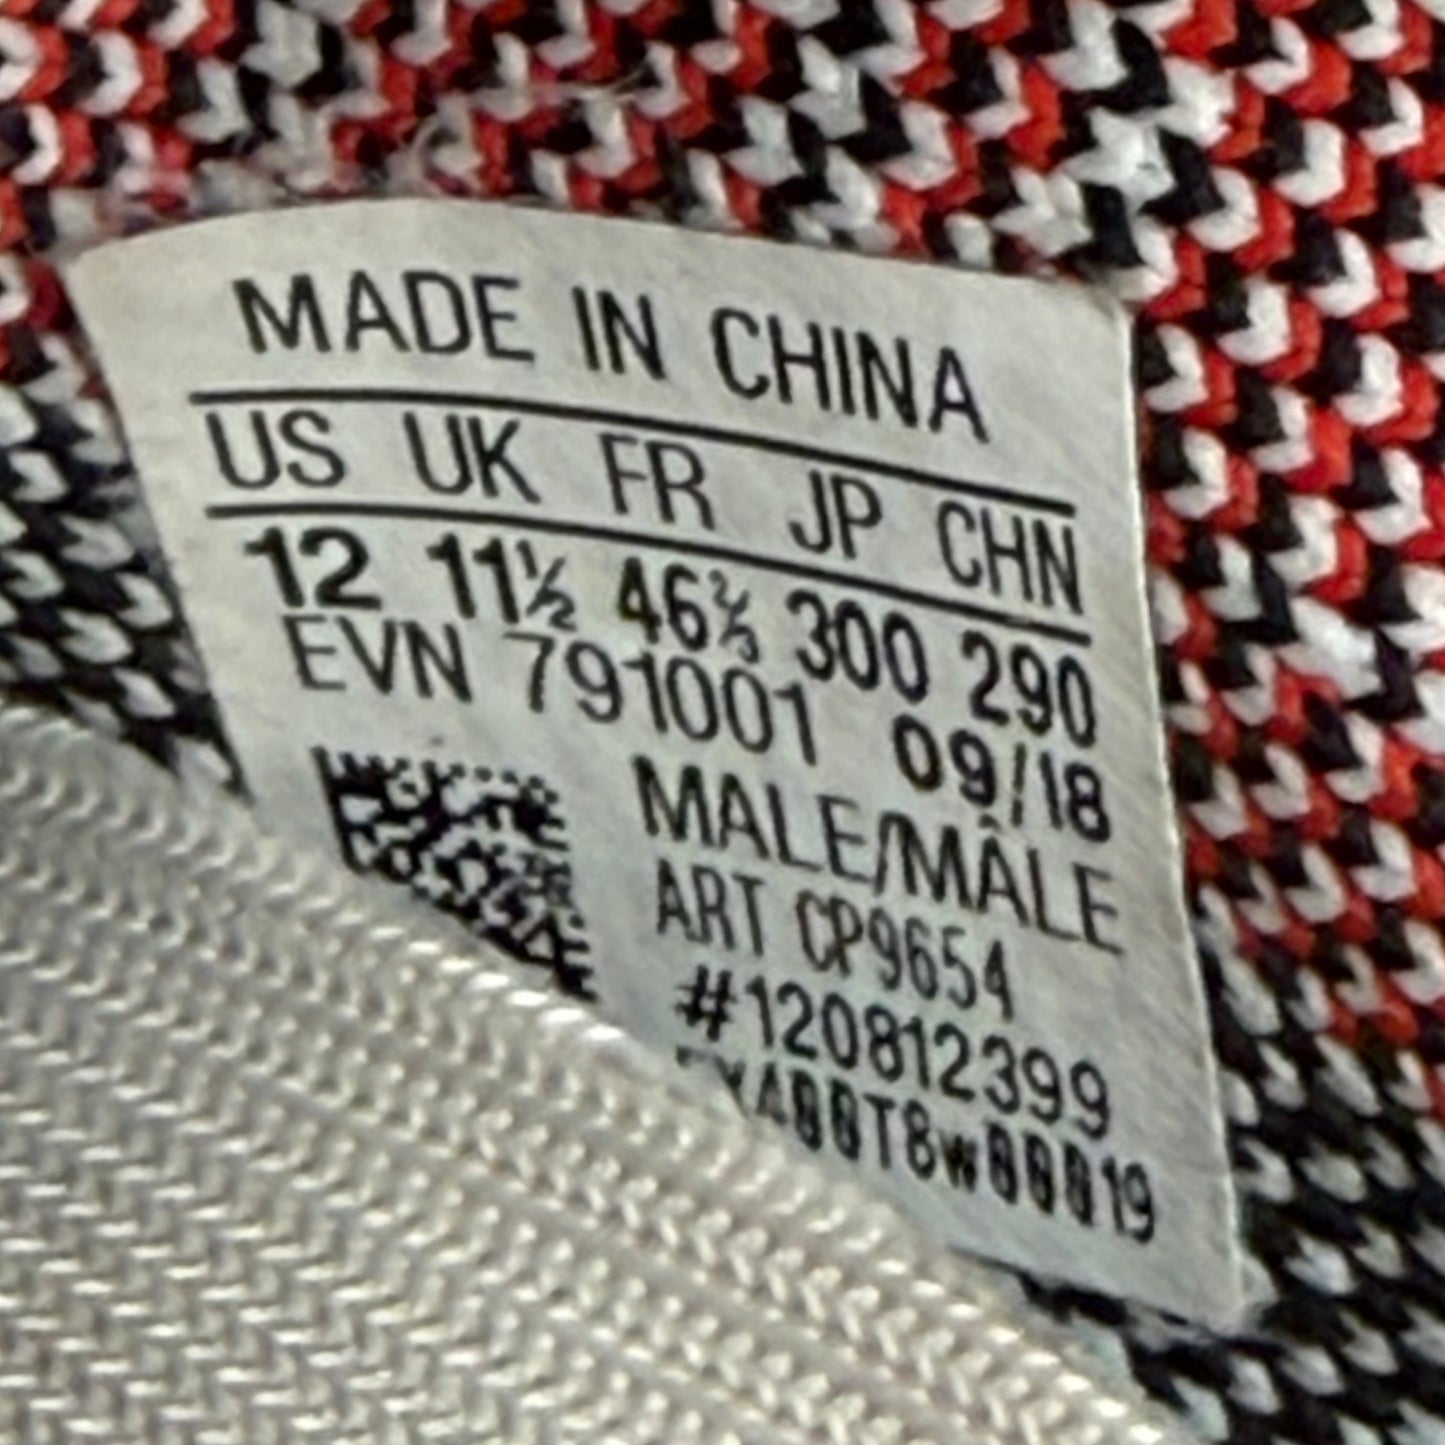 MADE IN CHINA
US UK FR JP CHN
12 11½ 46⅔ 300 290
EVN 791001 09/18
MALE/MÂLE
ART CP9654
#120812399